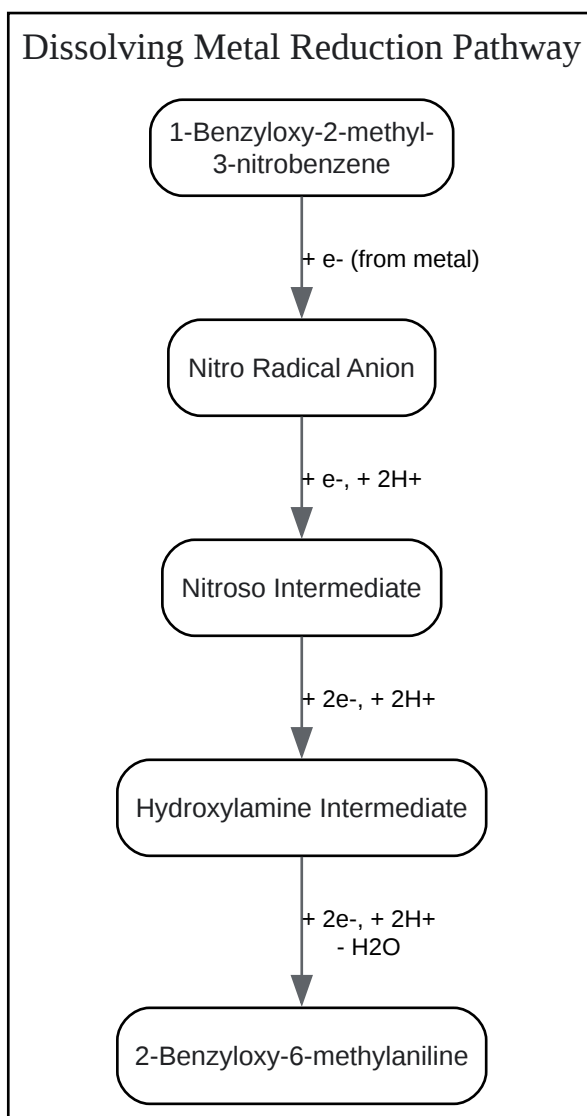 Dissolving Metal Reduction Pathway
1-Benzyloxy-2-methyl-
3-nitrobenzene
+ e- (from metal)
Nitro Radical Anion
+ e-, + 2H+
Nitroso Intermediate
+ 2e-, + 2H+
Hydroxylamine Intermediate
+ 2e-, + 2H+
- H2O
2-Benzyloxy-6-methylaniline